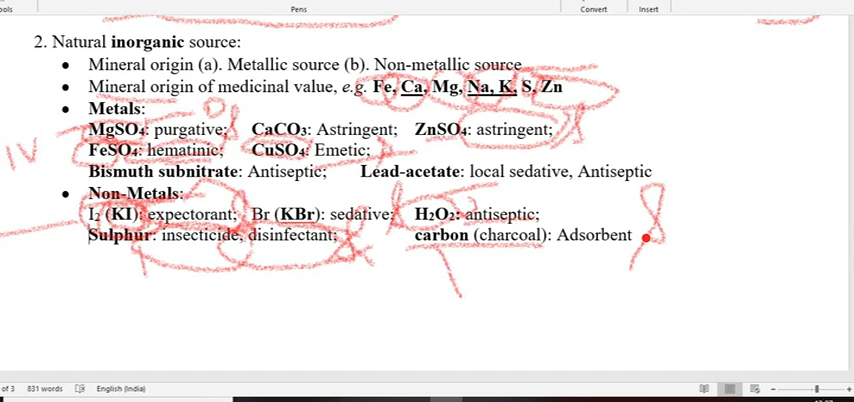 Pens
Convert
Insert
2. Natural inorganic source:
• Mineral origin (a). Metallic source (b). Non-metallic source
• Mineral origin of medicinal value, e.g. Fe, Ca, Mg, Na, K, S, Zn
• Metals:
MgSO₄: purgative; CaCO₃: Astringent; ZnSO₄: astringent;
IV
FeSO₄: hematinic; CuSO₄: Emetic;
Bismuth subnitrate: Antiseptic; Lead-acetate: local sedative, Antiseptic
• Non-Metals:
I₂ (KI): expectorant; Br (KBr): sedative; H₂O₂: antiseptic;
Sulphur: insecticide, disinfectant; carbon (charcoal): Adsorbent
of 3 831 words English (India)